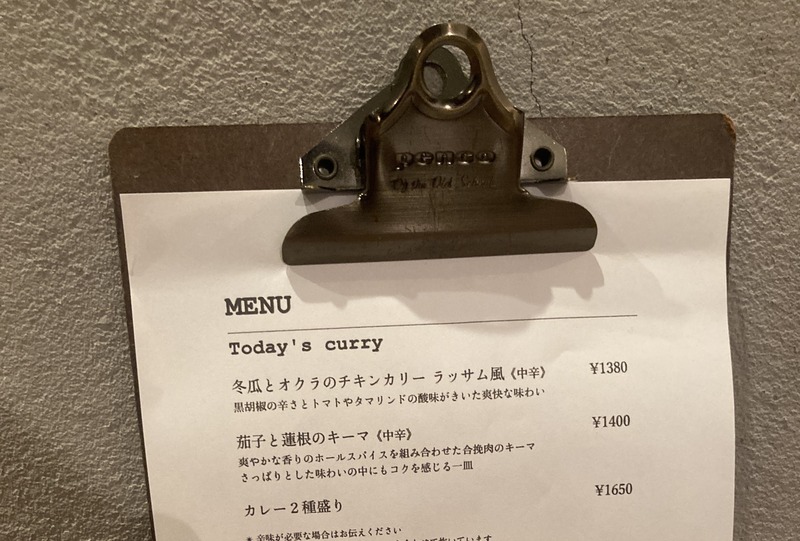 penco
MENU
Today's curry
冬瓜とオクラのチキンカリー ラッサム風《中辛》 ¥1380
黒胡椒の辛さとトマトやタマリンドの酸味がきいた爽快な味わい
茄子と蓮根のキーマ《中辛》 ¥1400
爽やかな香りのホールスパイスを組み合わせた合挽肉のキーマ
さっぱりとした味わいの中にもコクを感じる一皿
カレー2種盛り ¥1650
* 辛味が必要な場合はお伝えください